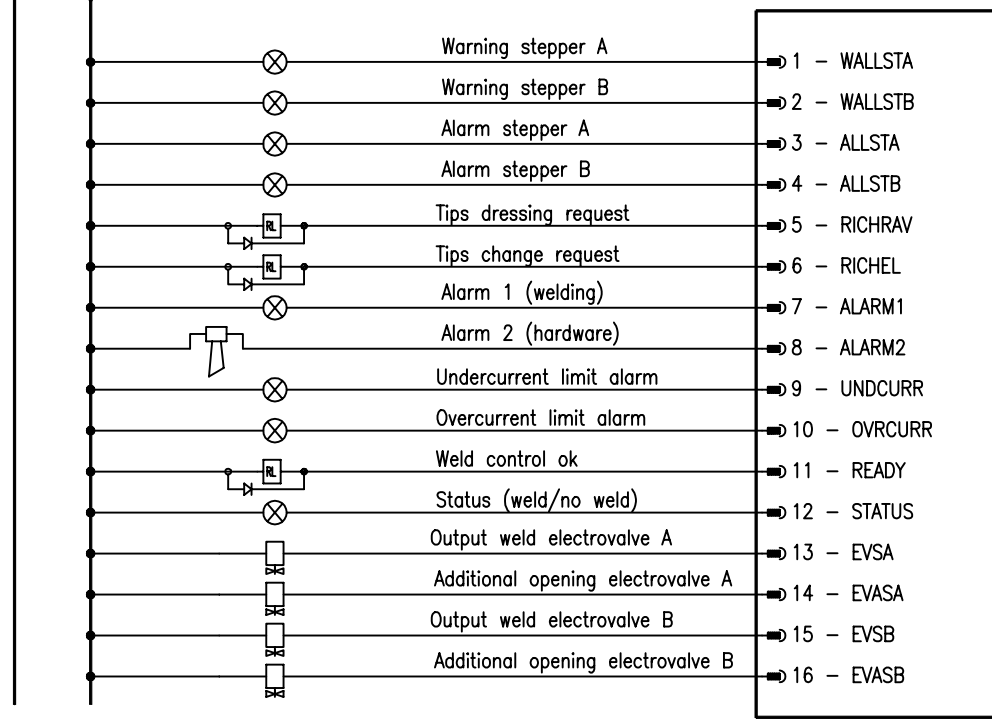 Warning stepper A
1 - WALLSTA
Warning stepper B
2 - WALLSTB
Alarm stepper A
3 - ALLSTA
Alarm stepper B
4 - ALLSTB
Tips dressing request
RL
5 - RICHRAV
Tips change request
RL
6 - RICHEL
Alarm 1 (welding)
7 - ALARM1
Alarm 2 (hardware)
8 - ALARM2
Undercurrent limit alarm
9 - UNDCURR
Overcurrent limit alarm
10 - OVRCURR
Weld control ok
RL
11 - READY
Status (weld/no weld)
12 - STATUS
Output weld electrovalve A
13 - EVSA
Additional opening electrovalve A
14 - EVASA
Output weld electrovalve B
15 - EVSB
Additional opening electrovalve B
16 - EVASB